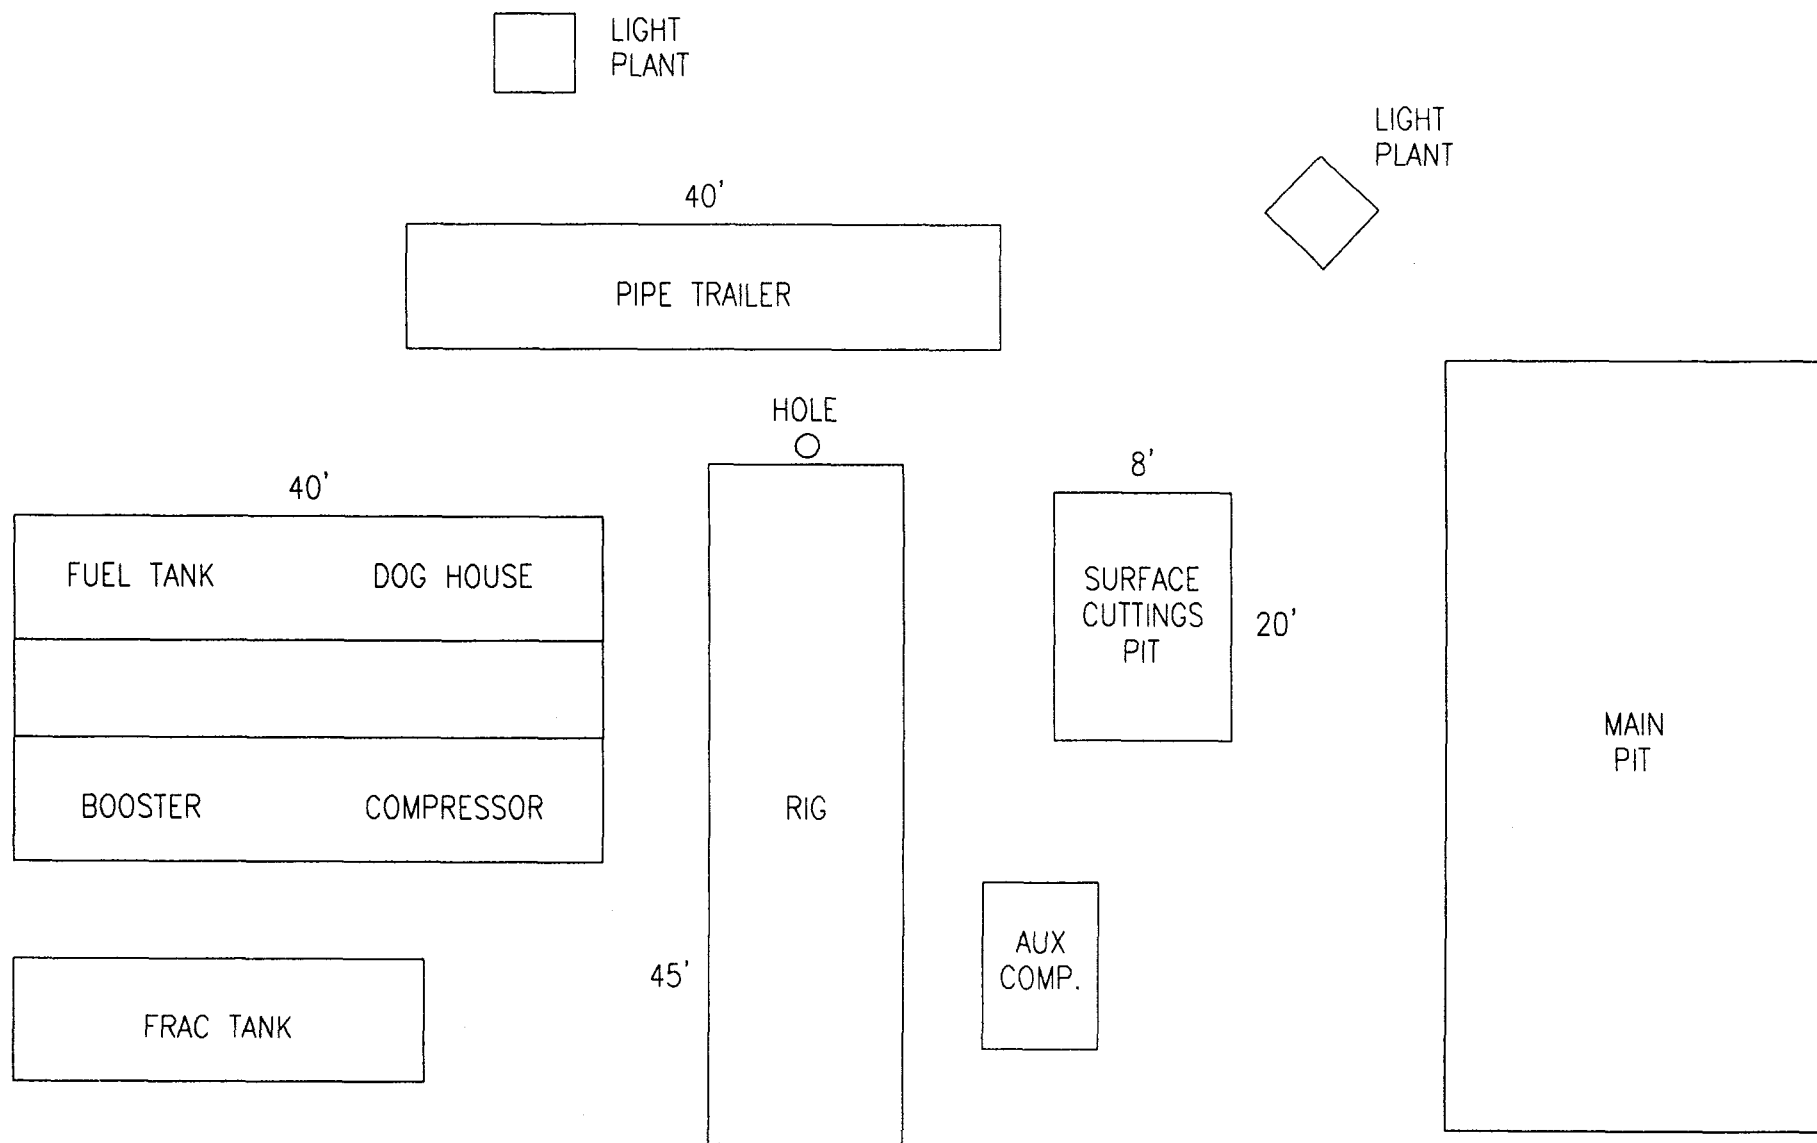 LIGHT
PLANT
LIGHT
PLANT
40'
PIPE TRAILER
HOLE
8'
40'
FUEL TANK DOG HOUSE
SURFACE
CUTTINGS
PIT
20'
MAIN
PIT
BOOSTER COMPRESSOR
RIG
AUX
COMP.
45'
FRAC TANK